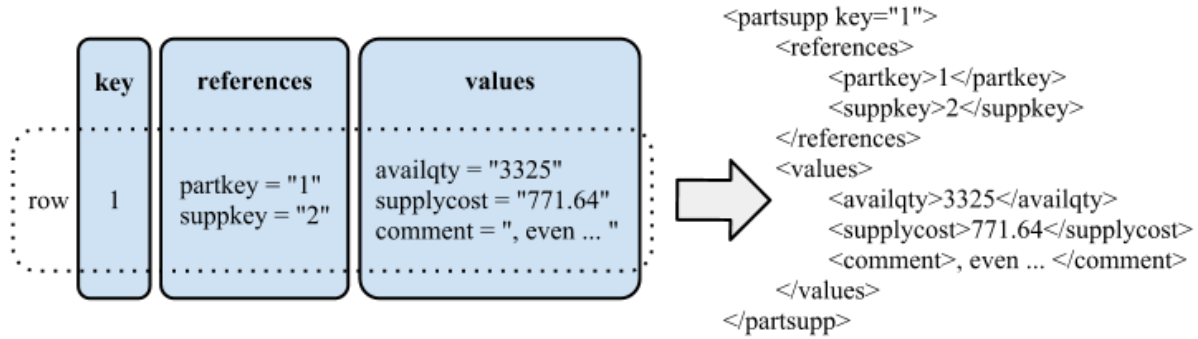 key
references
values
row
1
partkey = "1"
suppkey = "2"
availqty = "3325"
supplycost = "771.64"
comment = ", even ... "
<partsupp key="1">
<references>
<partkey>1</partkey>
<suppkey>2</suppkey>
</references>
<values>
<availqty>3325</availqty>
<supplycost>771.64</supplycost>
<comment>, even ... </comment>
</values>
</partsupp>